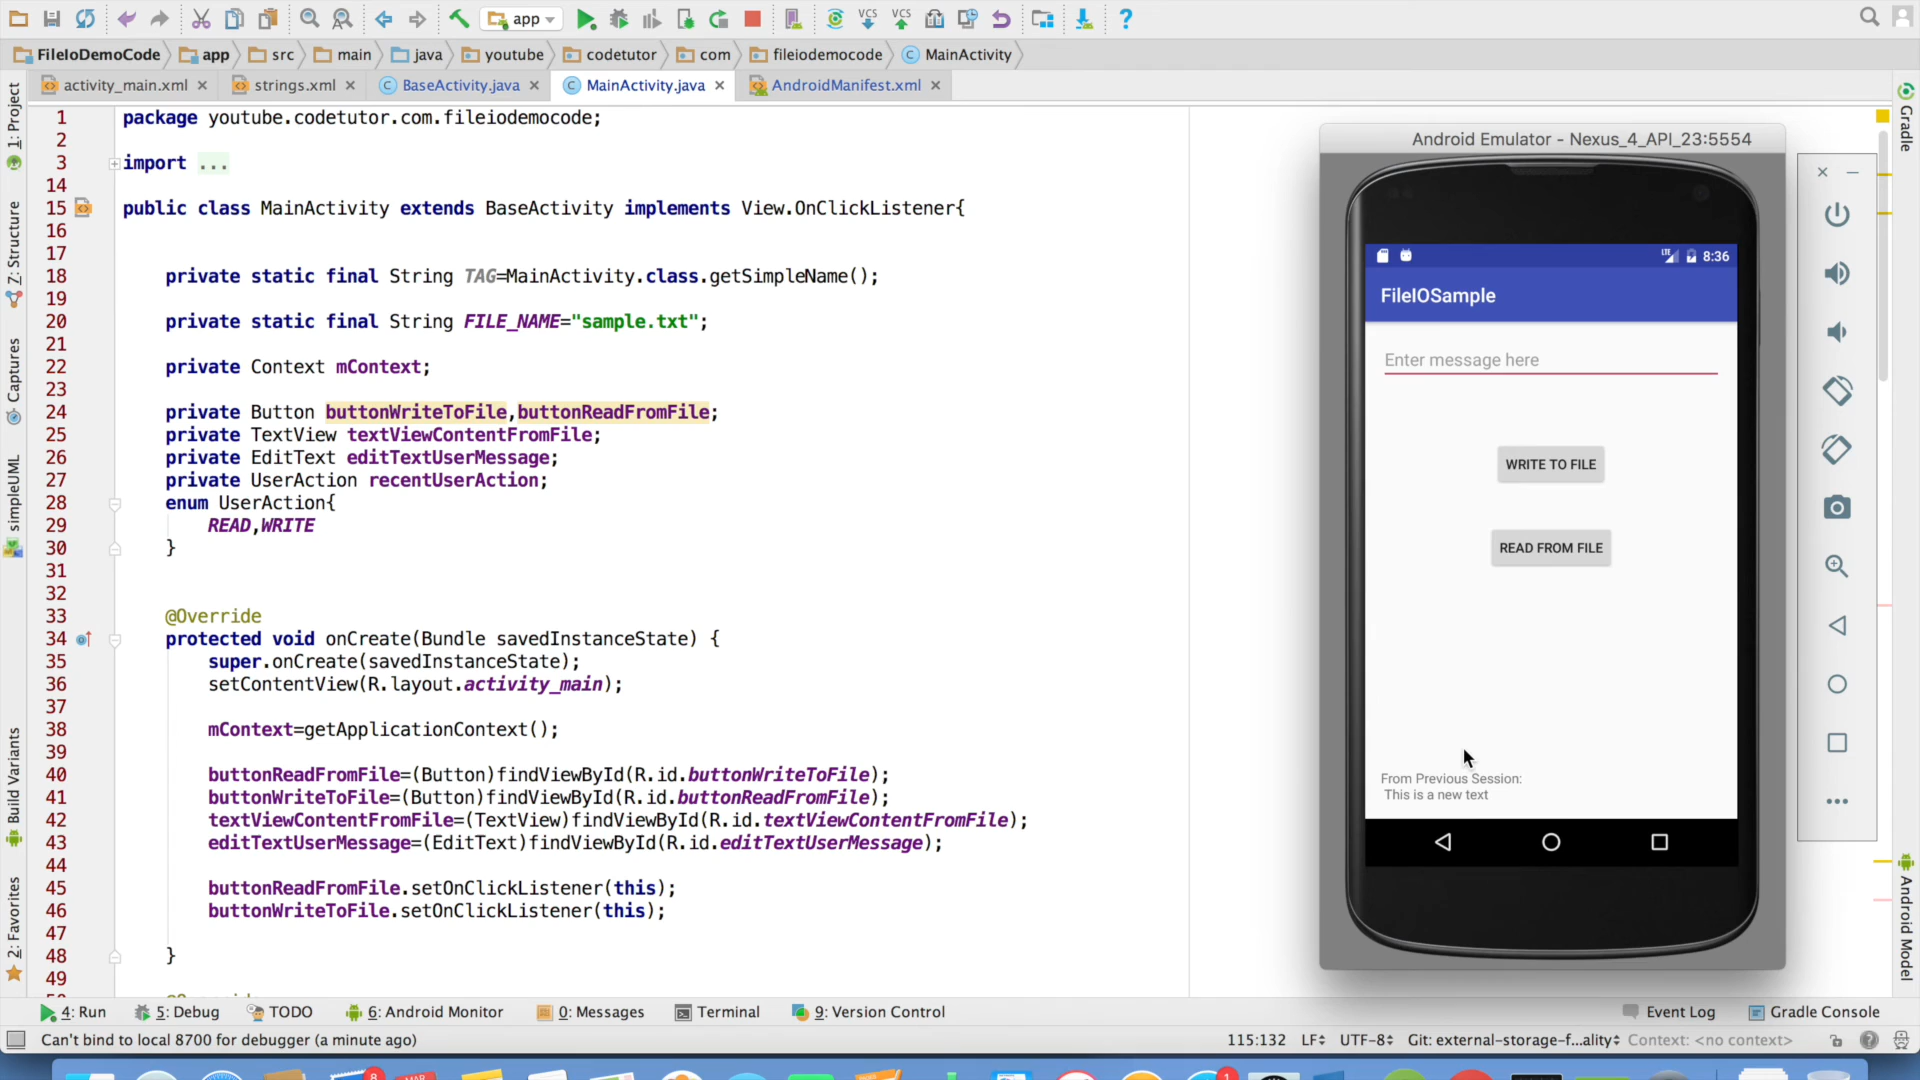 app
FileIoDemoCode app src main java youtube codetutor com fileiodemocode MainActivity
activity_main.xml strings.xml BaseActivity.java MainActivity.java AndroidManifest.xml
1: Project
7: Structure
Captures
simpleUML
Build Variants
2: Favorites
1 package youtube.codetutor.com.fileiodemocode;
2
3 import ...
14
15 public class MainActivity extends BaseActivity implements View.OnClickListener{
16
17
18 private static final String TAG=MainActivity.class.getSimpleName();
19
20 private static final String FILE_NAME="sample.txt";
21
22 private Context mContext;
23
24 private Button buttonWriteToFile,buttonReadFromFile;
25 private TextView textViewContentFromFile;
26 private EditText editTextUserMessage;
27 private UserAction recentUserAction;
28 enum UserAction{
29 READ,WRITE
30 }
31
32
33 @Override
34 protected void onCreate(Bundle savedInstanceState) {
35 super.onCreate(savedInstanceState);
36 setContentView(R.layout.activity_main);
37
38 mContext=getApplicationContext();
39
40 buttonReadFromFile=(Button)findViewById(R.id.buttonWriteToFile);
41 buttonWriteToFile=(Button)findViewById(R.id.buttonReadFromFile);
42 textViewContentFromFile=(TextView)findViewById(R.id.textViewContentFromFile);
43 editTextUserMessage=(EditText)findViewById(R.id.editTextUserMessage);
44
45 buttonReadFromFile.setOnClickListener(this);
46 buttonWriteToFile.setOnClickListener(this);
47
48 }
49
Android Emulator - Nexus_4_API_23:5554
LTE 8:36
FileIOSample
Enter message here
WRITE TO FILE
READ FROM FILE
From Previous Session:
This is a new text
Gradle
Android Model
4: Run 5: Debug TODO 6: Android Monitor 0: Messages Terminal 9: Version Control Event Log Gradle Console
Can't bind to local 8700 for debugger (a minute ago) 115:132 LF UTF-8 Git: external-storage-f...ality Context: <no context>
8
1